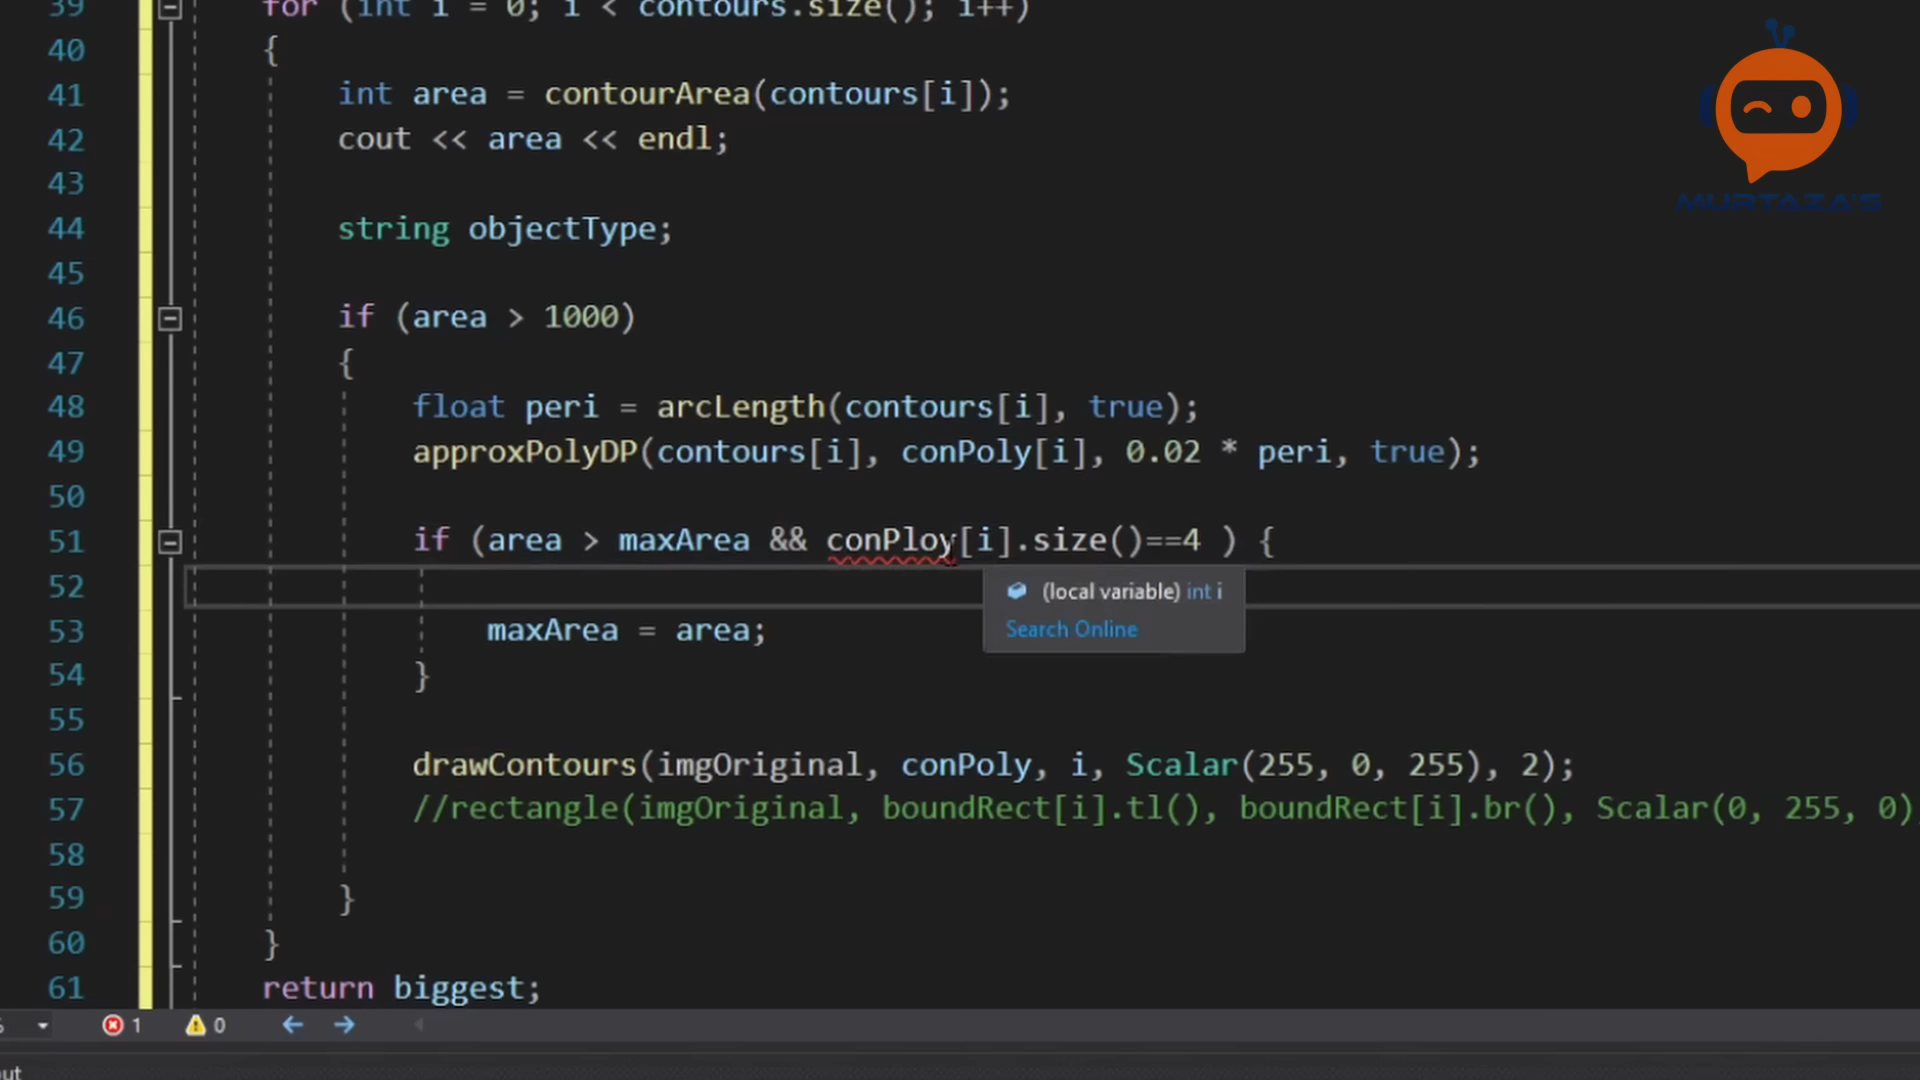 39 for (int i = 0; i < contours.size(); i++)
40 {
41 int area = contourArea(contours[i]);
42 cout << area << endl;
43
44 string objectType;
45
46 if (area > 1000)
47 {
48 float peri = arcLength(contours[i], true);
49 approxPolyDP(contours[i], conPoly[i], 0.02 * peri, true);
50
51 if (area > maxArea && conPloy[i].size()==4 ) {
52
(local variable) int i
Search Online
53 maxArea = area;
54 }
55
56 drawContours(imgOriginal, conPoly, i, Scalar(255, 0, 255), 2);
57 //rectangle(imgOriginal, boundRect[i].tl(), boundRect[i].br(), Scalar(0, 255, 0)
58
59 }
60 }
61 return biggest;
1 0
MURTAZA'S